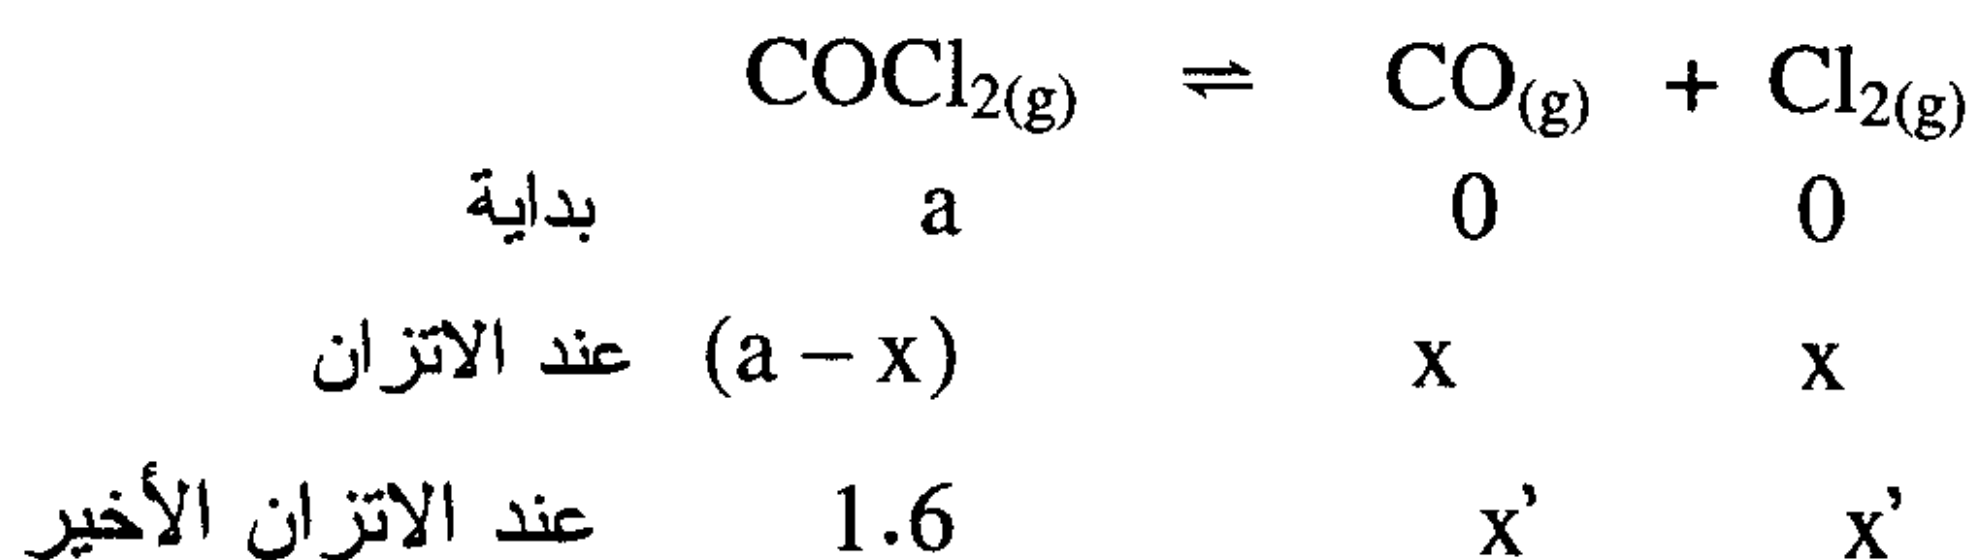 COCl₂(g) ⇌ CO(g) + Cl₂(g)
بداية a 0 0
عند الاتزان (a – x) x x
عند الاتزان الأخير 1.6 x’ x’